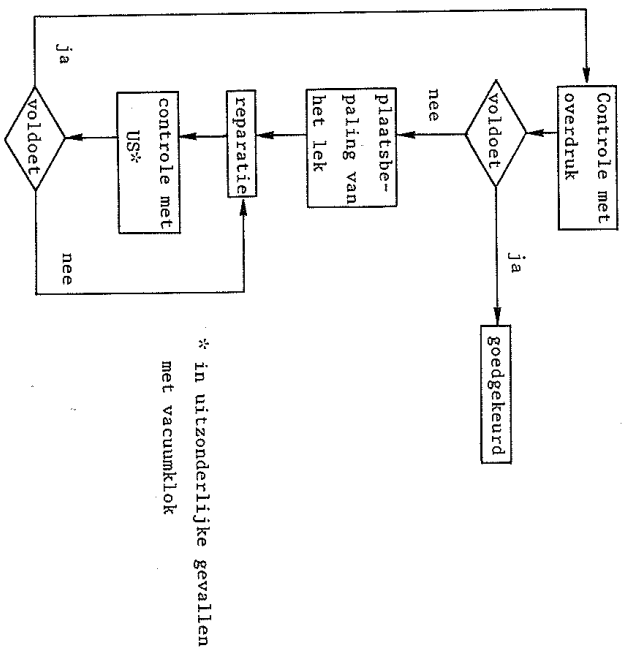 Controle met
overdruk
voldoet
ja
goedgekeurd
nee
plaatsbe-
paling van
het lek
reparatie
controle met
US*
voldoet
ja
nee
* in uitzonderlijke gevallen
met vacuumklok